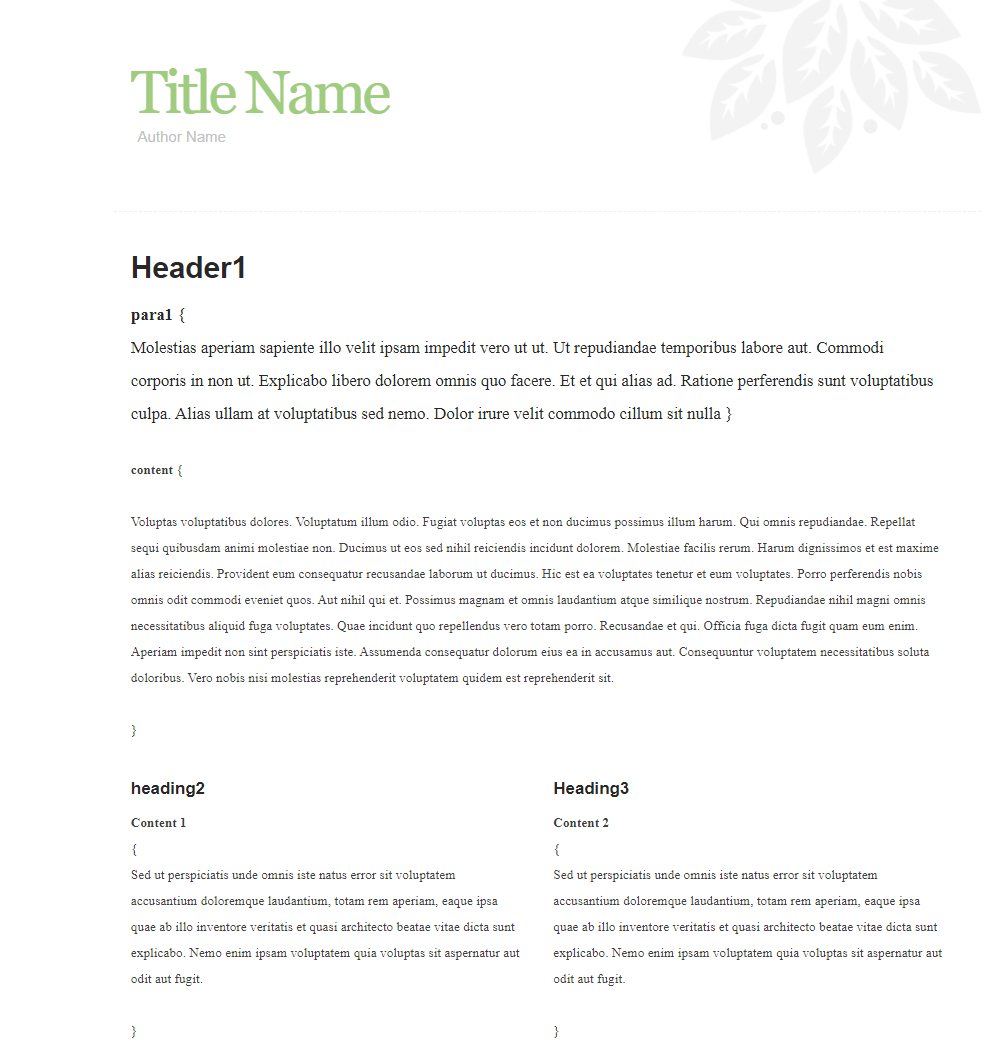 Title Name
Author Name
Header1
para1 {
Molestias aperiam sapiente illo velit ipsam impedit vero ut ut. Ut repudiandae temporibus labore aut. Commodi
corporis in non ut. Explicabo libero dolorem omnis quo facere. Et et qui alias ad. Ratione perferendis sunt voluptatibus
culpa. Alias ullam at voluptatibus sed nemo. Dolor irure velit commodo cillum sit nulla }
content {
Voluptas voluptatibus dolores. Voluptatum illum odio. Fugiat voluptas eos et non ducimus possimus illum harum. Qui omnis repudiandae. Repellat
sequi quibusdam animi molestiae non. Ducimus ut eos sed nihil reiciendis incidunt dolorem. Molestiae facilis rerum. Harum dignissimos et est maxime
alias reiciendis. Provident eum consequatur recusandae laborum ut ducimus. Hic est ea voluptates tenetur et eum voluptates. Porro perferendis nobis
omnis odit commodi eveniet quos. Aut nihil qui et. Possimus magnam et omnis laudantium atque similique nostrum. Repudiandae nihil magni omnis
necessitatibus aliquid fuga voluptates. Quae incidunt quo repellendus vero totam porro. Recusandae et qui. Officia fuga dicta fugit quam eum enim.
Aperiam impedit non sint perspiciatis iste. Assumenda consequatur dolorum eius ea in accusamus aut. Consequuntur voluptatem necessitatibus soluta
doloribus. Vero nobis nisi molestias reprehenderit voluptatem quidem est reprehenderit sit.
}
heading2
Content 1
{
Sed ut perspiciatis unde omnis iste natus error sit voluptatem
accusantium doloremque laudantium, totam rem aperiam, eaque ipsa
quae ab illo inventore veritatis et quasi architecto beatae vitae dicta sunt
explicabo. Nemo enim ipsam voluptatem quia voluptas sit aspernatur aut
odit aut fugit.
}
Heading3
Content 2
{
Sed ut perspiciatis unde omnis iste natus error sit voluptatem
accusantium doloremque laudantium, totam rem aperiam, eaque ipsa
quae ab illo inventore veritatis et quasi architecto beatae vitae dicta sunt
explicabo. Nemo enim ipsam voluptatem quia voluptas sit aspernatur aut
odit aut fugit.
}